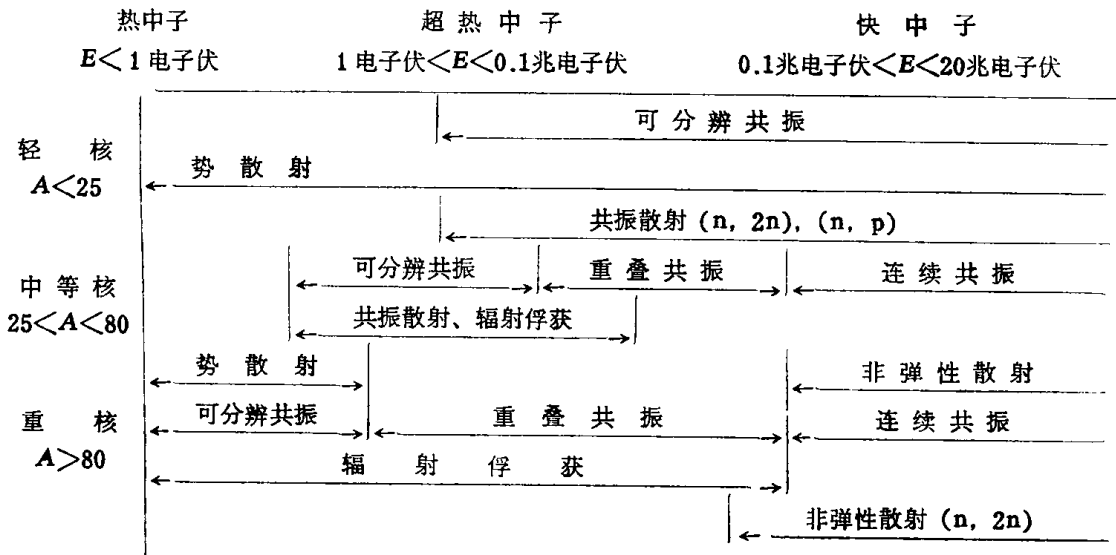 热中子 超热中子 快中子
E<1电子伏 1电子伏<E<0.1兆电子伏 0.1兆电子伏<E<20兆电子伏
可分辨共振
轻核
势散射
A<25
共振散射(n, 2n), (n, p)
可分辨共振 重叠共振 连续共振
中等核
25<A<80
共振散射、辐射俘获
势散射 非弹性散射
重核 可分辨共振 重叠共振 连续共振
A>80
辐射俘获
非弹性散射(n, 2n)